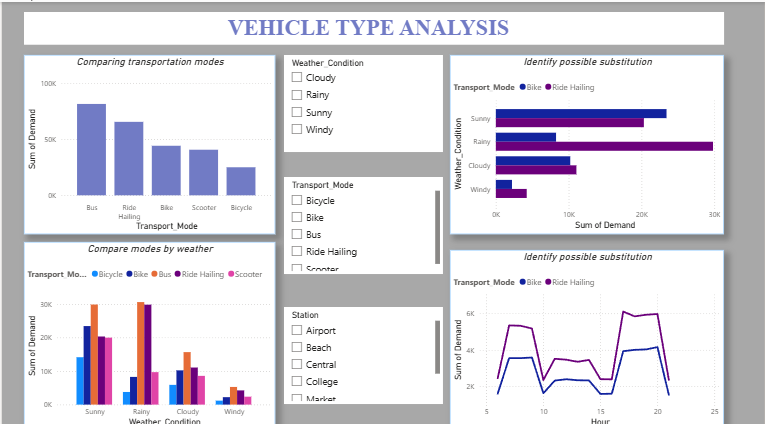 VEHICLE TYPE ANALYSIS
Comparing transportation modes
100K
50K
0K
Sum of Demand
Bus
Ride Hailing
Bike
Scooter
Bicycle
Transport_Mode
Compare modes by weather
Transport_Mo... Bicycle Bike Bus Ride Hailing Scooter
30K
20K
10K
0K
Sum of Demand
Sunny
Rainy
Cloudy
Windy
Weather_Condition
Weather_Condition
Cloudy
Rainy
Sunny
Windy
Transport_Mode
Bicycle
Bike
Bus
Ride Hailing
Scooter
Station
Airport
Beach
Central
College
Market
Identify possible substitution
Transport_Mode Bike Ride Hailing
Weather_Condition
Sunny
Rainy
Cloudy
Windy
0K
10K
20K
30K
Sum of Demand
Identify possible substitution
Transport_Mode Bike Ride Hailing
6K
4K
2K
Sum of Demand
5
10
15
20
25
Hour